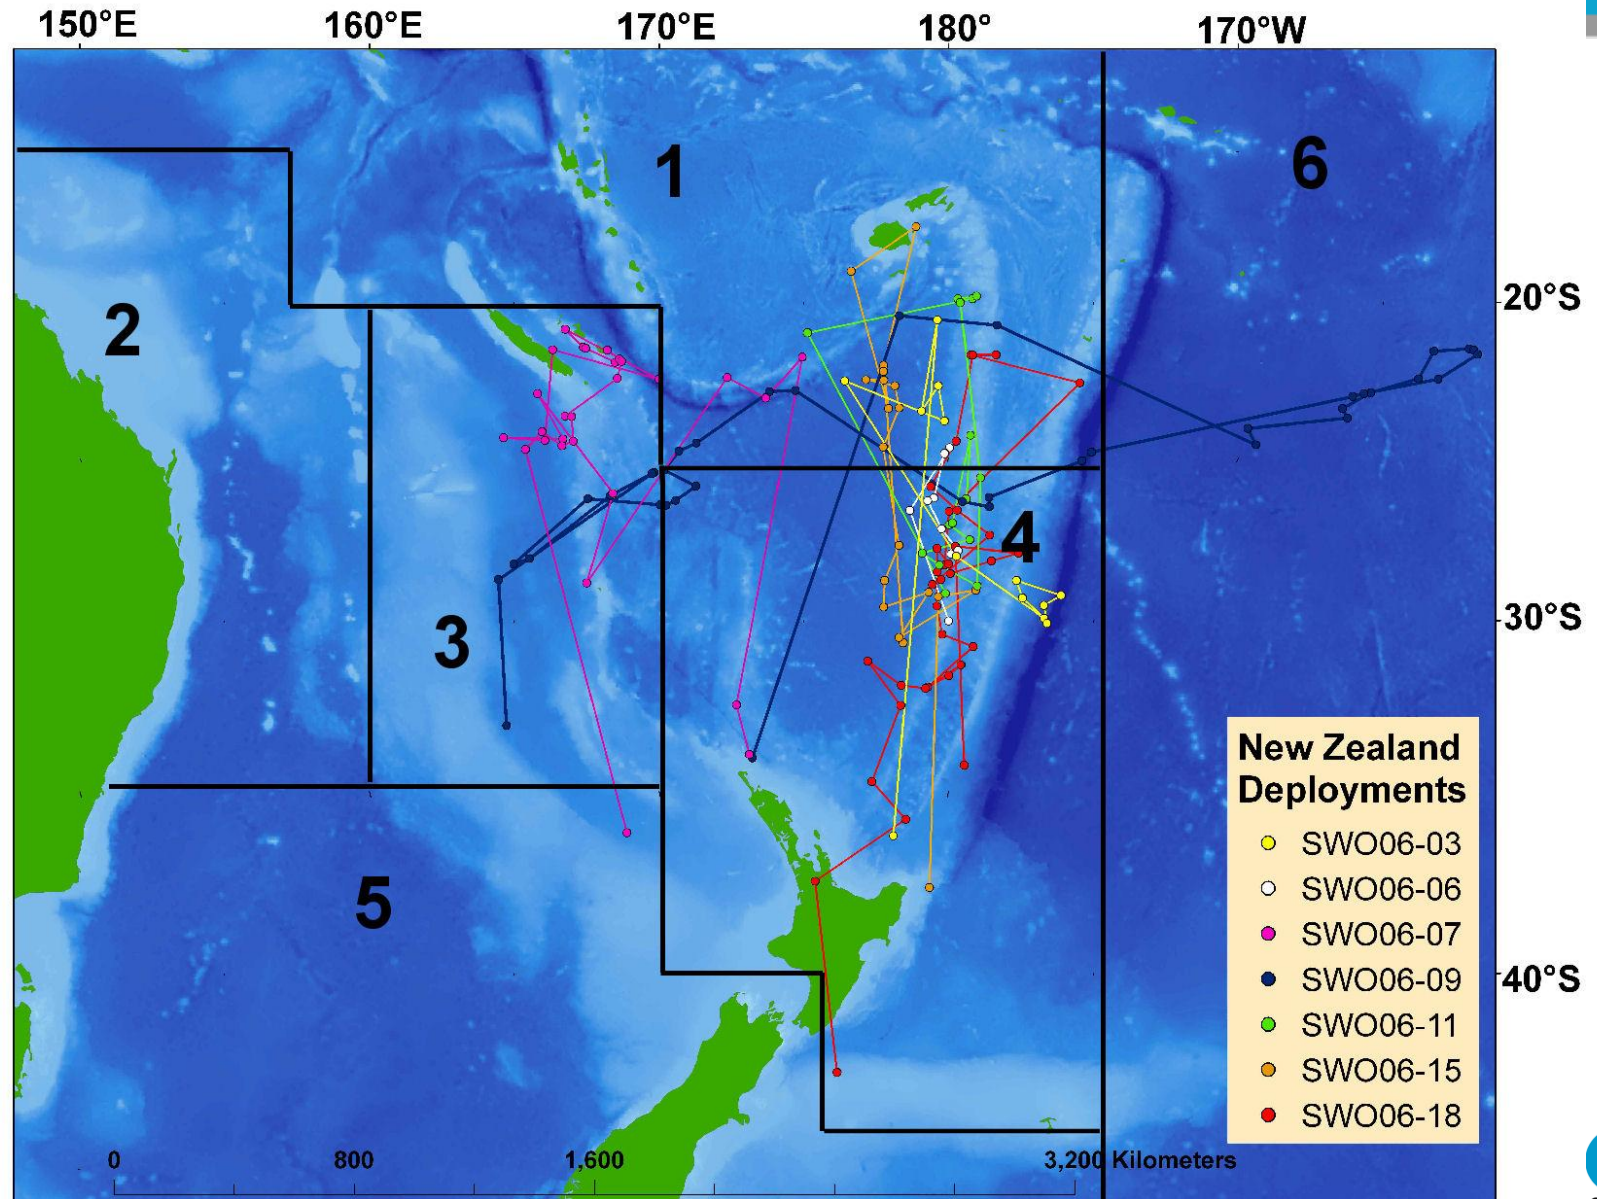 150°E 160°E 170°E 180° 170°W
1
6
2
20°S
4
3
30°S
5
40°S
New Zealand
Deployments
SWO06-03
SWO06-06
SWO06-07
SWO06-09
SWO06-11
SWO06-15
SWO06-18
0 800 1,600 3,200 Kilometers